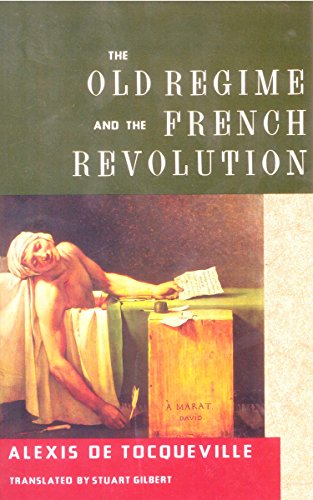 THE
OLD REGIME
AND THE FRENCH
REVOLUTION
À MARAT.
DAVID.
ALEXIS DE TOCQUEVILLE
TRANSLATED BY STUART GILBERT